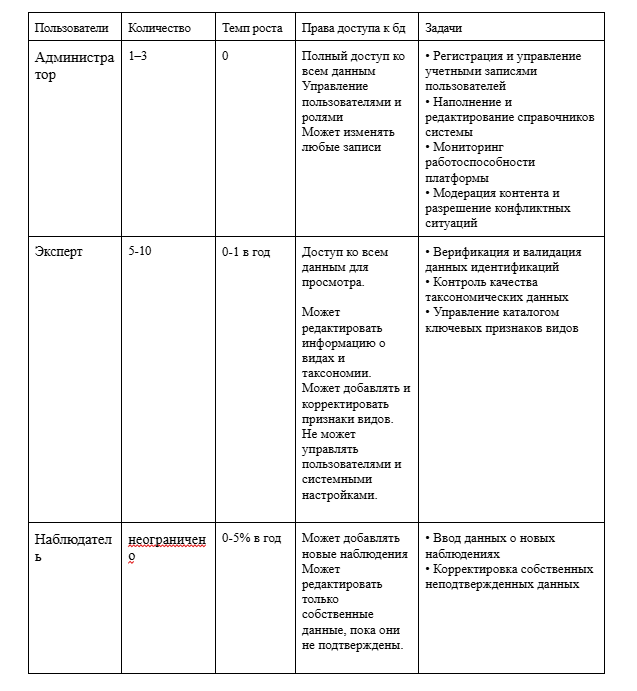 Пользователи
Количество
Темп роста
Права доступа к бд
Задачи
Администра
тор
1–3
0
Полный доступ ко
всем данным
Управление
пользователями и
ролями
Может изменять
любые записи
• Регистрация и управление
учетными записями
пользователей
• Наполнение и
редактирование справочников
системы
• Мониторинг
работоспособности
платформы
• Модерация контента и
разрешение конфликтных
ситуаций
Эксперт
5-10
0-1 в год
Доступ ко всем
данным для
просмотра.
Может
редактировать
информацию о
видах и
таксономии.
Может добавлять и
корректировать
признаки видов.
Не может
управлять
пользователями и
системными
настройками.
• Верификация и валидация
данных идентификаций
• Контроль качества
таксономических данных
• Управление каталогом
ключевых признаков видов
Наблюдател
ь
неограничен
о
0-5% в год
Может добавлять
новые наблюдения
Может
редактировать
только
собственные
данные, пока они
не подтверждены.
• Ввод данных о новых
наблюдениях
• Корректировка собственных
неподтвержденных данных